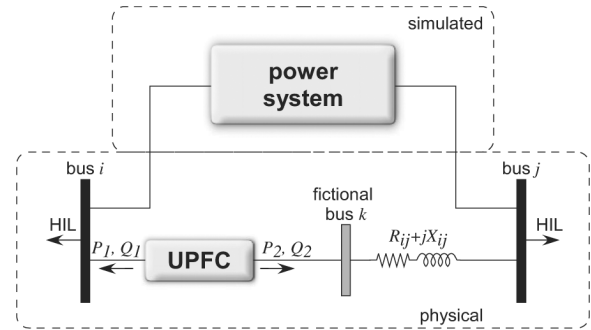 simulated
power
system
bus i
bus j
fictional
bus k
HIL
HIL
P1, Q1
UPFC
P2, Q2
Rij+jXij
physical